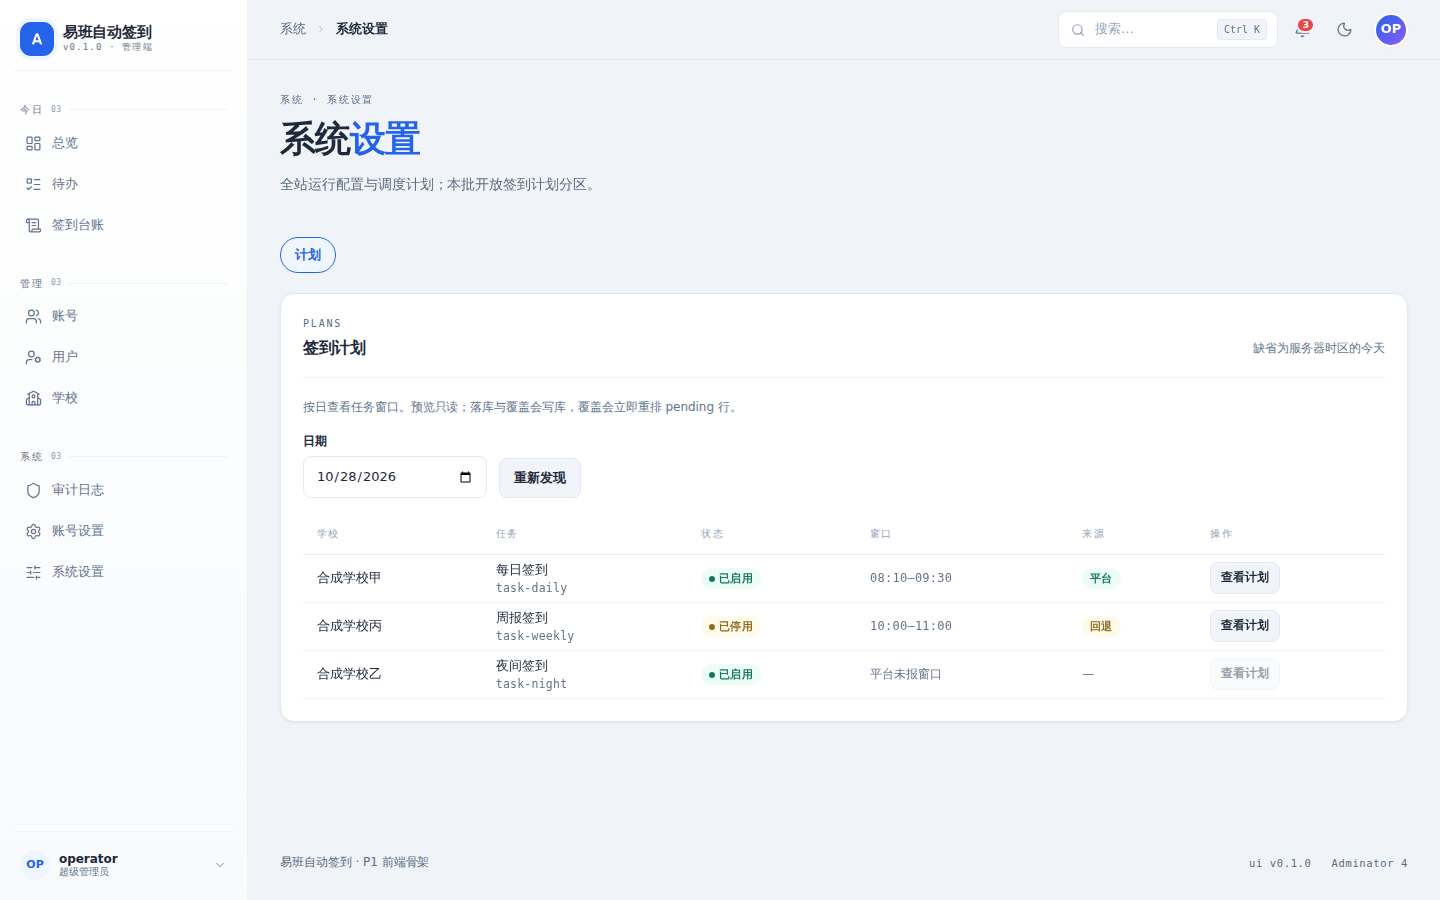 A
易班自动签到
v0.1.0 · 管理端
今日 03
总览
待办
签到台账
管理 03
账号
用户
学校
系统 03
审计日志
账号设置
系统设置
OP
operator
超级管理员
系统 › 系统设置
搜索... Ctrl K
3
OP
系统 · 系统设置
系统设置
全站运行配置与调度计划；本批开放签到计划分区。
计划
PLANS
签到计划
缺省为服务器时区的今天
按日查看任务窗口。预览只读；落库与覆盖会写库，覆盖会立即重排 pending 行。
日期
10/28/2026
重新发现
学校 任务 状态 窗口 来源 操作
合成学校甲 每日签到 已启用 08:10—09:30 平台 查看计划
task-daily
合成学校丙 周报签到 已停用 10:00—11:00 回退 查看计划
task-weekly
合成学校乙 夜间签到 已启用 平台未报窗口 — 查看计划
task-night
易班自动签到 · P1 前端骨架
ui v0.1.0 Adminator 4